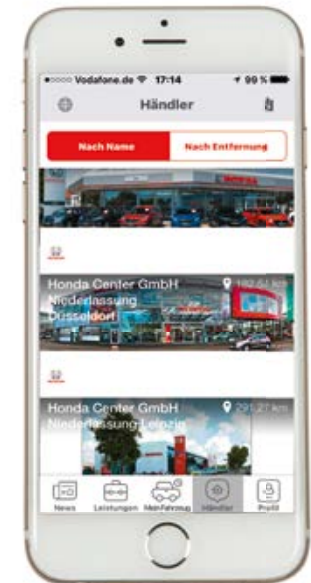 Vodafone.de 17:14 99 %
Händler
Nach Name Nach Entfernung
HONDA
Honda Center GmbH
Niederlassung
Düsseldorf
Honda Center GmbH 291,27 km
Niederlassung Leipzig
News Leistungen Mein Fahrzeug Händler Profil